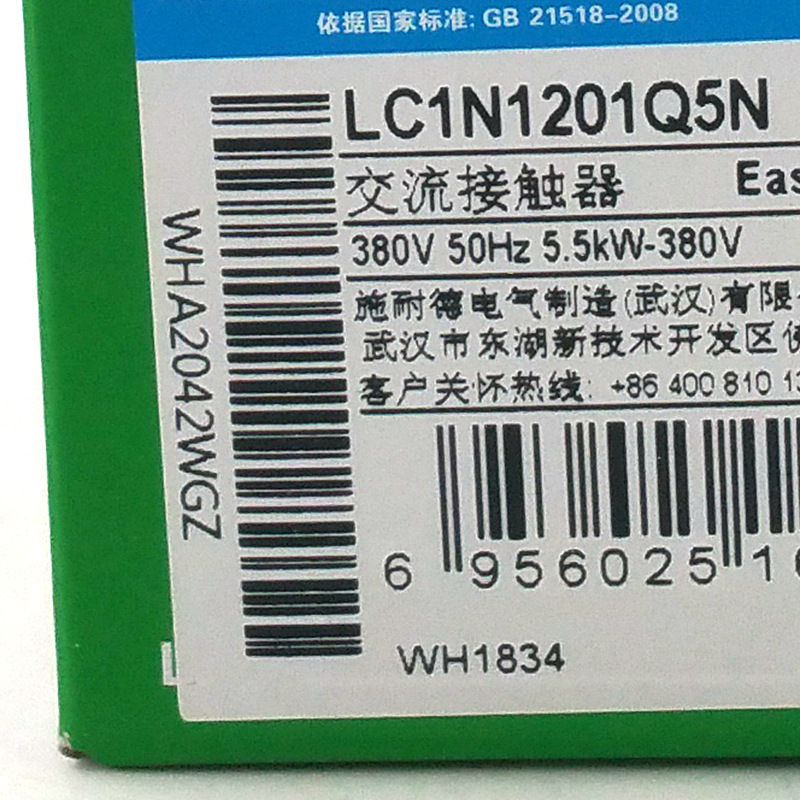 依据国家标准: GB 21518-2008
LC1N1201Q5N
交流接触器 Eas
380V 50Hz 5.5kW-380V
施耐德电气制造(武汉)有限
武汉市东湖新技术开发区
客户关怀热线: +86 400 810 13
6 956025 1
WH1834
WHA2042WGZ